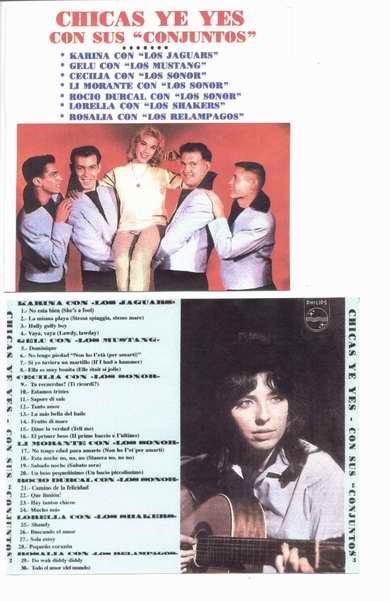 CHICAS YE YES
CON SUS “CONJUNTOS”
* KARINA CON “LOS JAGUARS”
* GELU CON “LOS MUSTANG”
* CECILIA CON “LOS SONOR”
* LI MORANTE CON “LOS SONOR”
* ROCIO DURCAL CON “LOS SONOR”
* LORELLA CON “LOS SHAKERS”
* ROSALIA CON “LOS RELAMPAGOS”
KARINA CON «LOS JAGUARS»
1.- No esta bien (She's a fool)
2.- La misma playa (Stessa spiaggia, stesso mare)
3.- Hully gully boy
4.- Vaya, vaya (Lawdy, lawday)
GELU CON «LOS MUSTANG»
5.- Dominique
6.- No tengo piedad “Non ho l'età (per amarti)”
7.- Si yo tuviera un martillo (If I had a hammer)
8.- Ella es muy bonita (Elle était si jolie)
CECILIA CON «LOS SONOR»
9.- Tú recuerdas? (Ti ricordi?)
10.- Estamos tristes
11.- Sapore di sale
12.- Tanto amor
13.- La más bella del baile
14.- Frutto di mare
15.- Dime la verdad (Tell me)
16.- El primer beso (Il primo baccio e l'ultimo)
LI MORANTE CON «LOS SONOR»
17.- No tengo edad para amarte (Non ho l'et'per amarti)
18.- Esta noche no, no, no (Stasera no, no no)
19.- Sabado noche (Sabato sera)
20.- Un beso pequeñisimo (Un bacio piccolissimo)
ROCIO DURCAL CON «LOS SONOR»
21.- Camino de la felicidad
22.- Que ilusión!
23.- Hay tantos chicos
24.- Mucho más
LORELLA CON «LOS SHAKERS»
25.- Shandy
26.- Buscando el amor
27.- Sola estoy
28.- Pequeño corazón
ROSALIA CON «LOS RELAMPAGOS»
29.- Do wah diddy diddy
30.- Todo el amor del mundo
PHILIPS
CHICAS YE YES - CON SUS “CONJUNTOS”
CHICAS YE YES - CON SUS “CONJUNTOS”